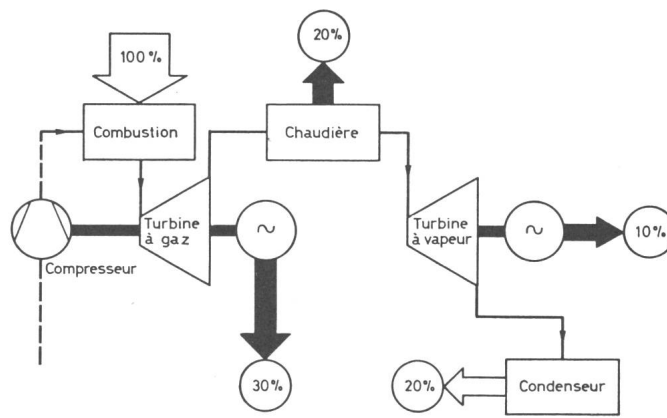 20%
100%
Combustion
Chaudière
Turbine
à gaz
~
Turbine
à vapeur
~
10%
Compresseur
30%
20%
Condenseur